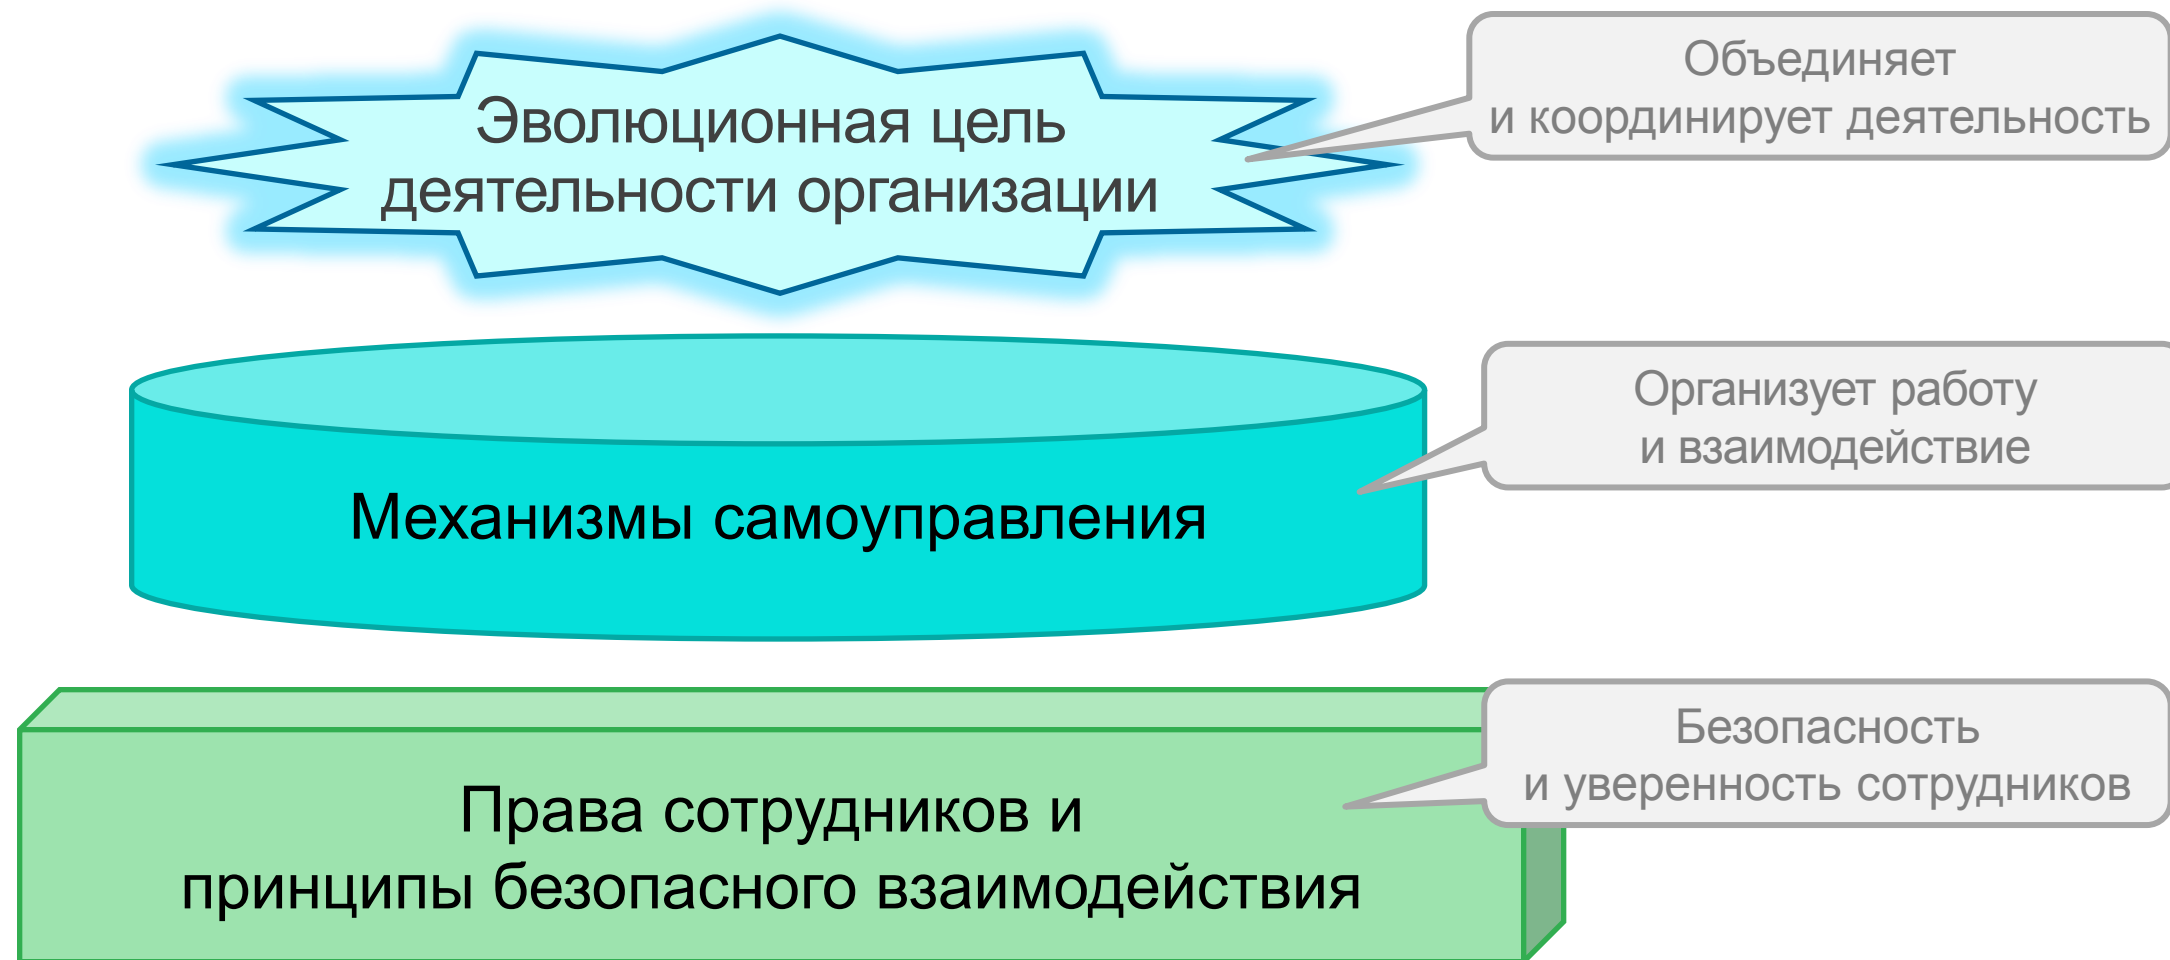 Эволюционная цель
деятельности организации
Объединяет
и координирует деятельность
Механизмы самоуправления
Организует работу
и взаимодействие
Права сотрудников и
принципы безопасного взаимодействия
Безопасность
и уверенность сотрудников